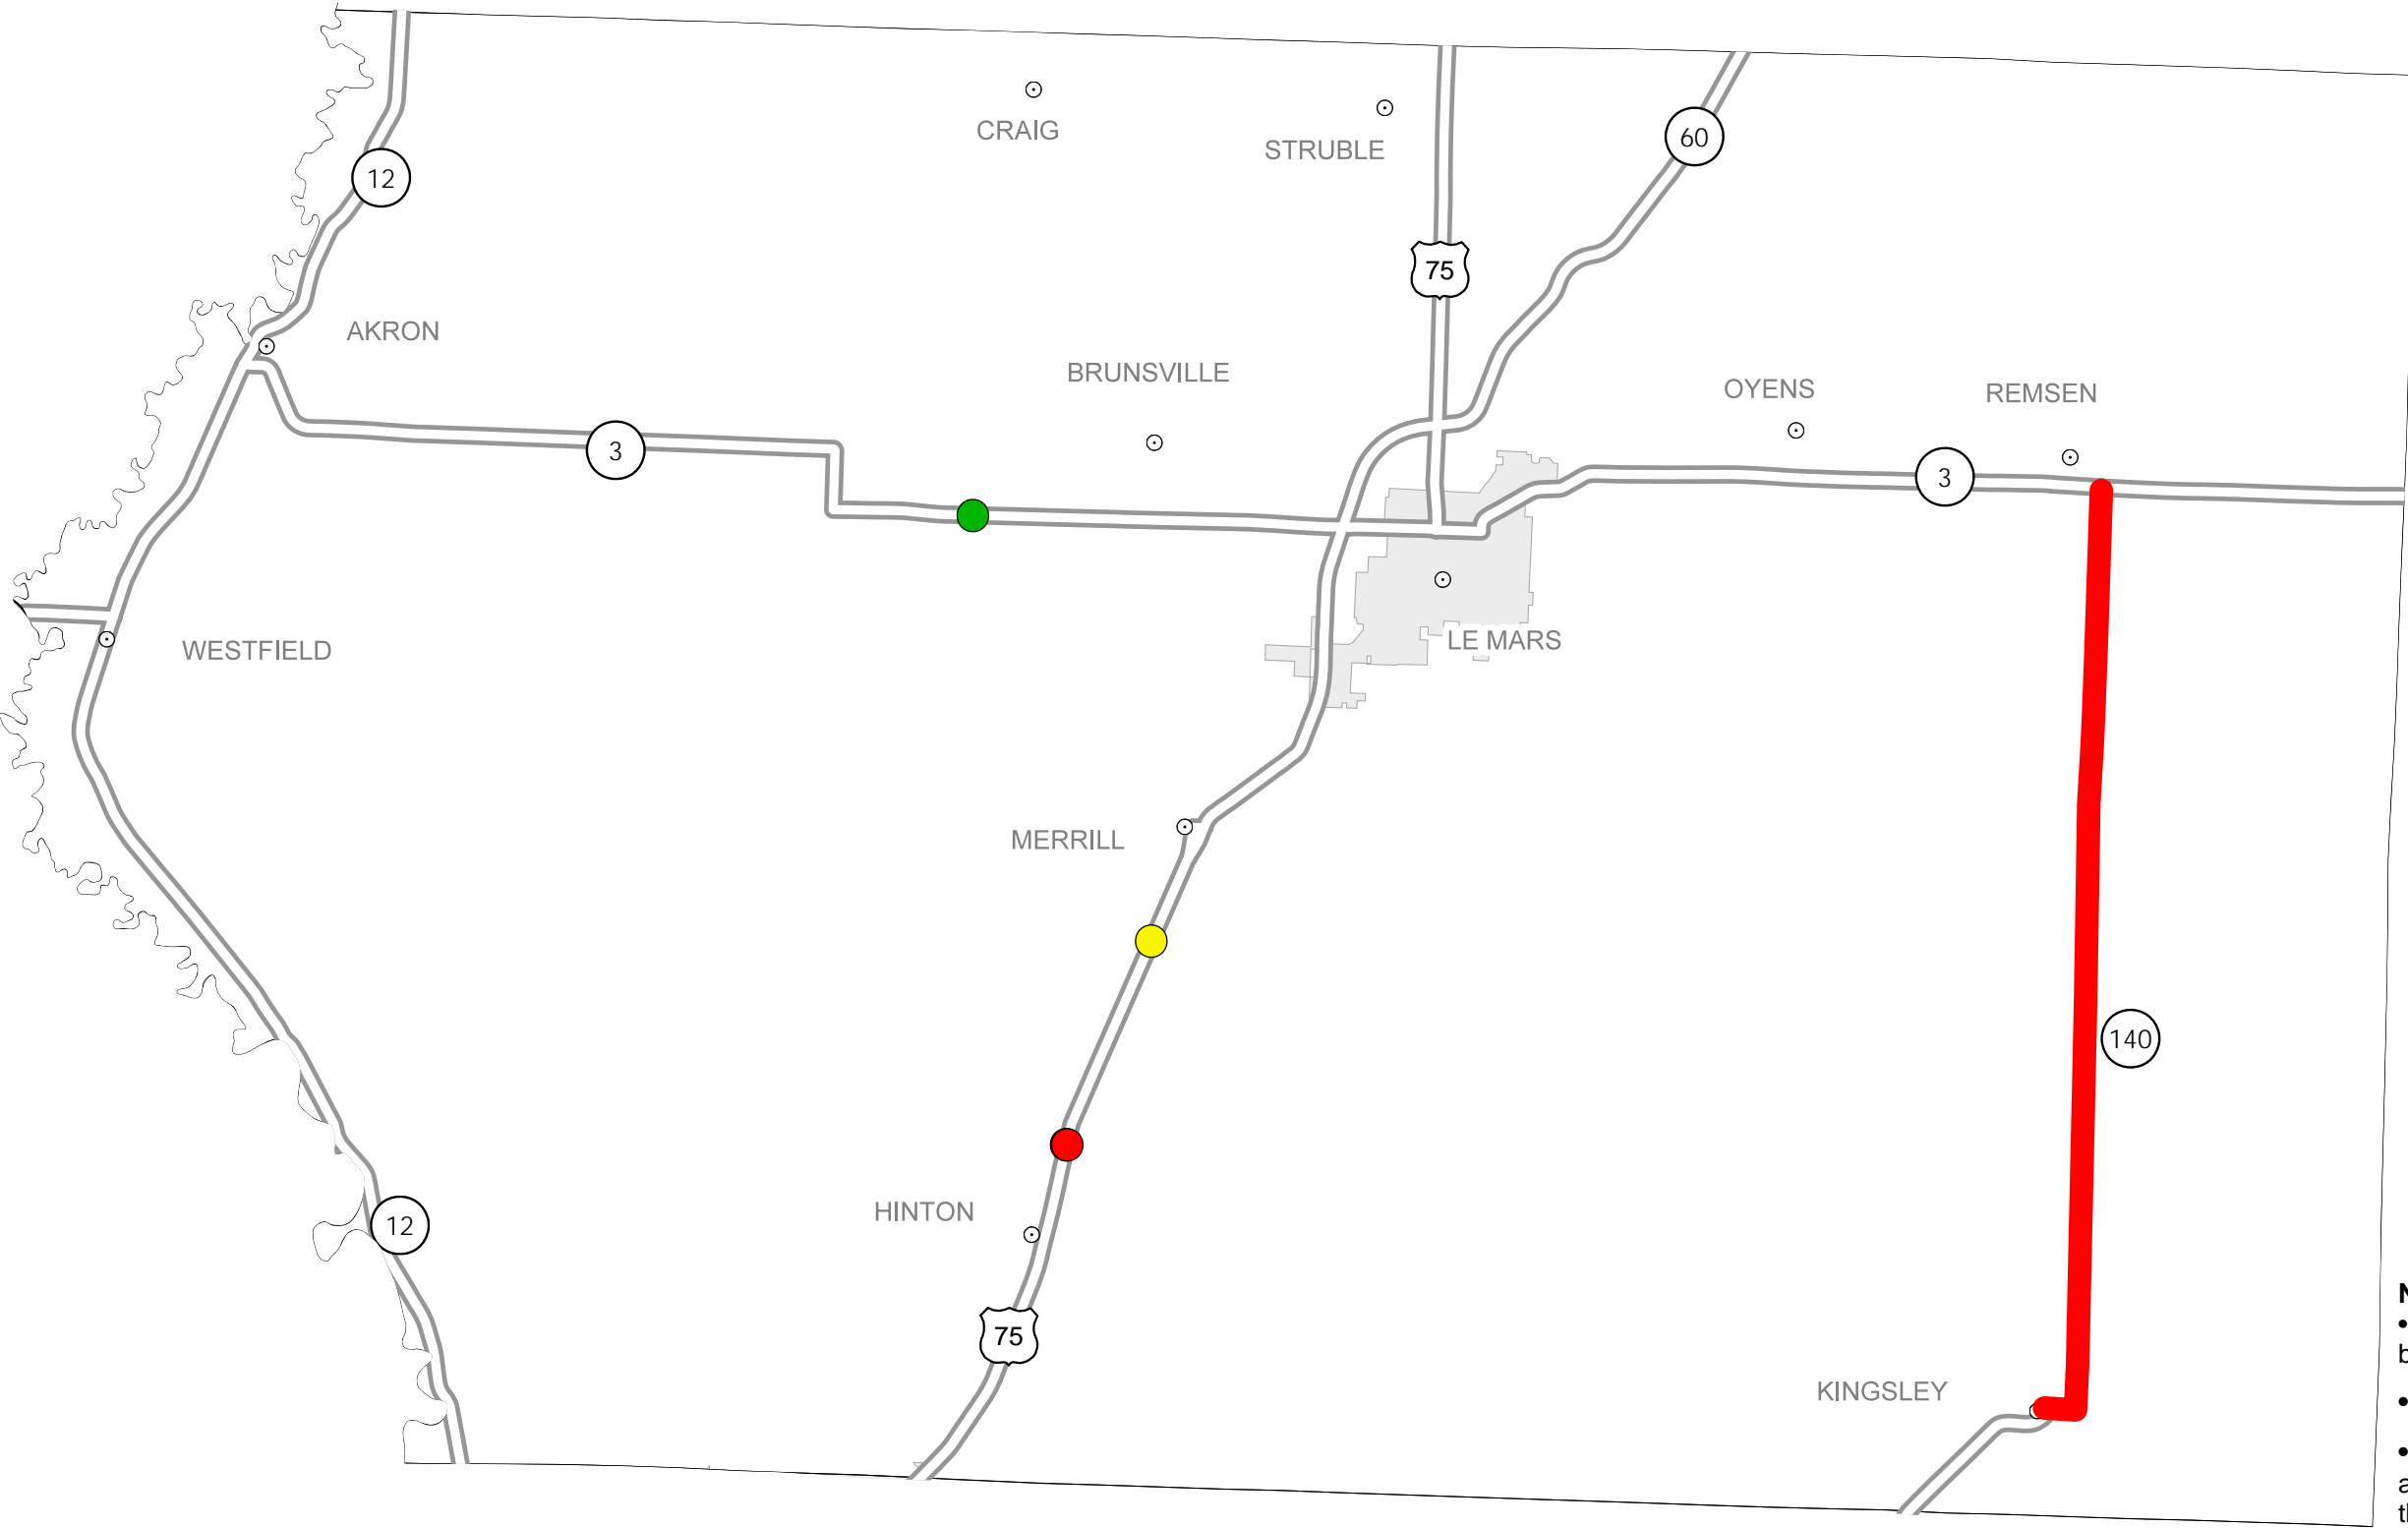 CRAIG
STRUBLE
60
12
75
AKRON
BRUNSVILLE
OYENS
REMSEN
3
3
WESTFIELD
LE MARS
MERRILL
140
HINTON
12
75
KINGSLEY
N
•
b
•
•
a